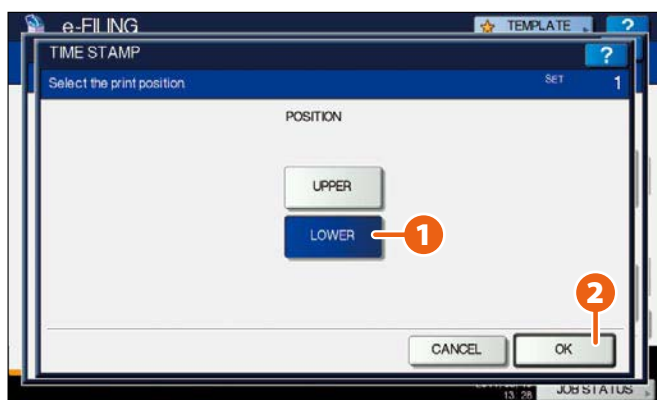 e-FILING
TEMPLATE
?
TIME STAMP
?
Select the print position
SET 1
POSITION
UPPER
LOWER
1
2
CANCEL
OK
13:28
JOB STATUS